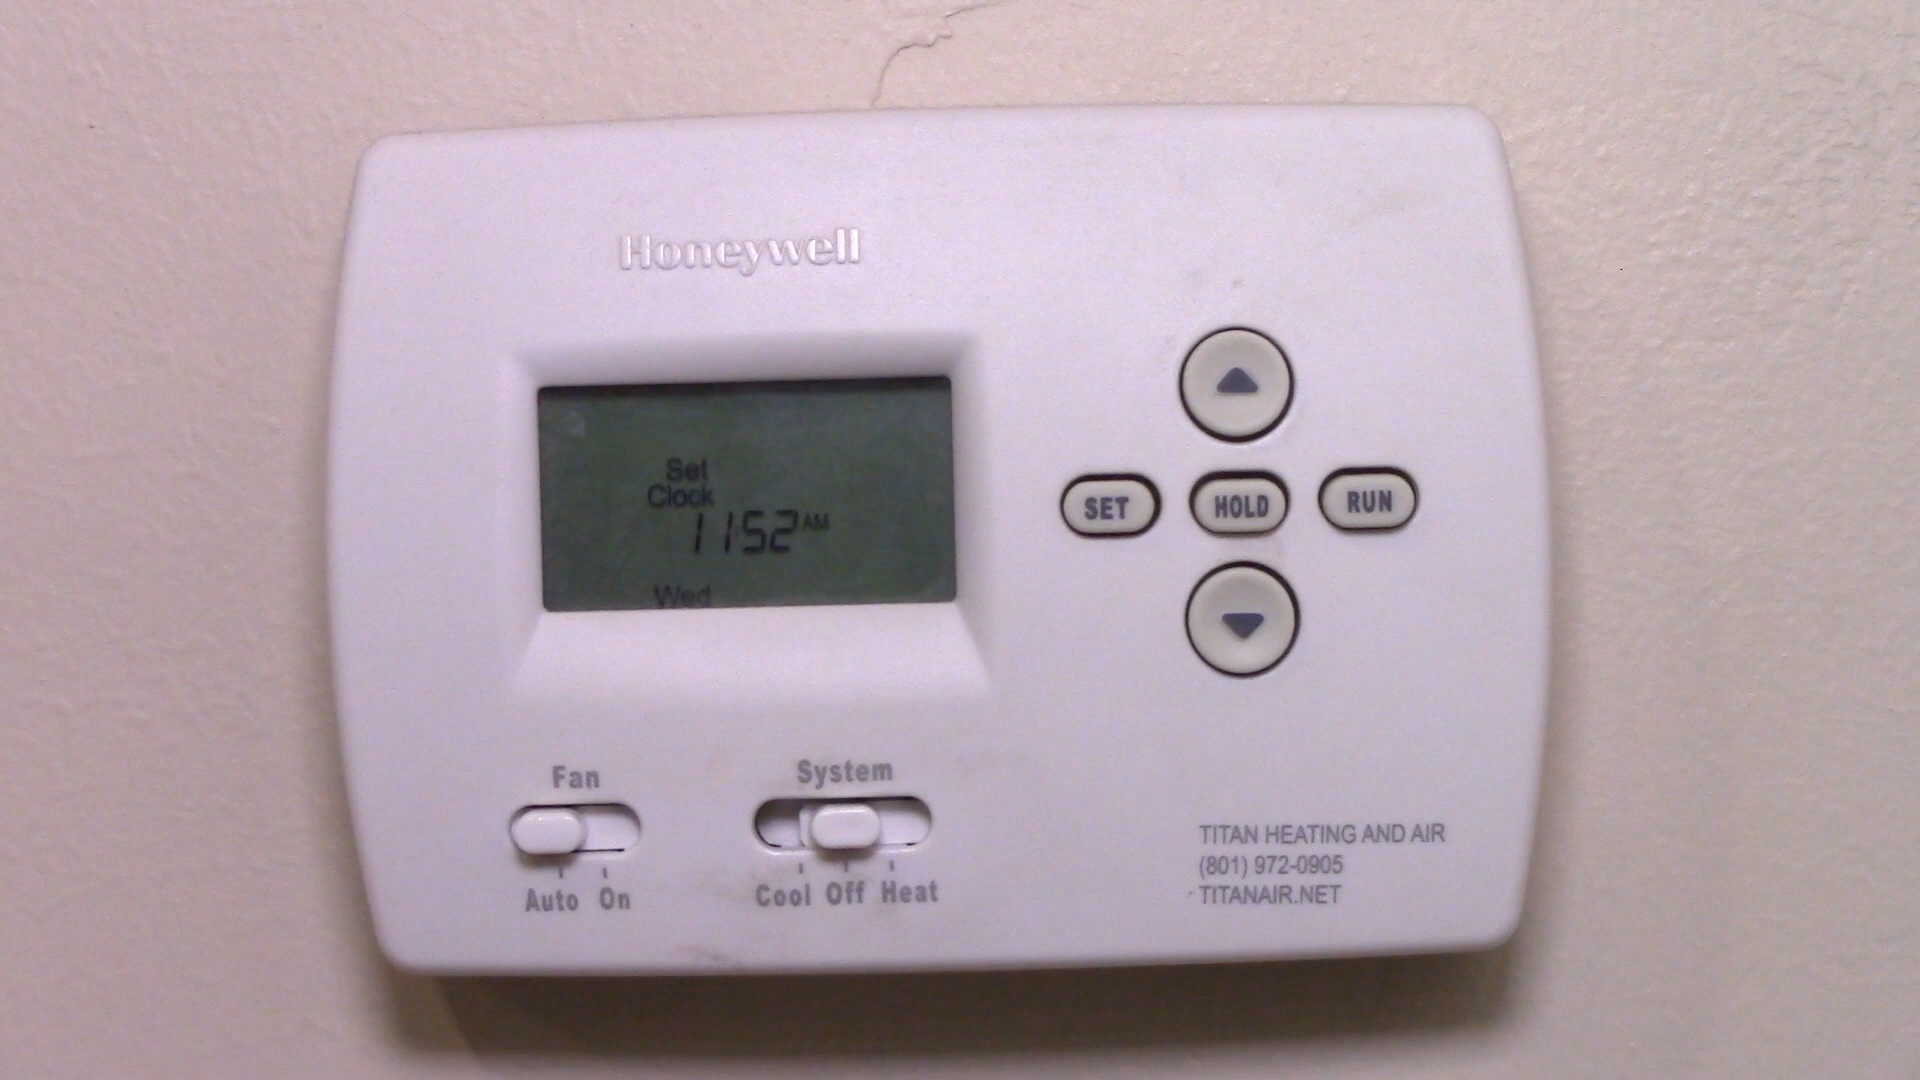 Honeywell
Set
Clock
11:52 AM
Wed
SET
HOLD
RUN
Fan
Auto On
System
Cool Off Heat
TITAN HEATING AND AIR
(801) 972-0905
TITANAIR.NET